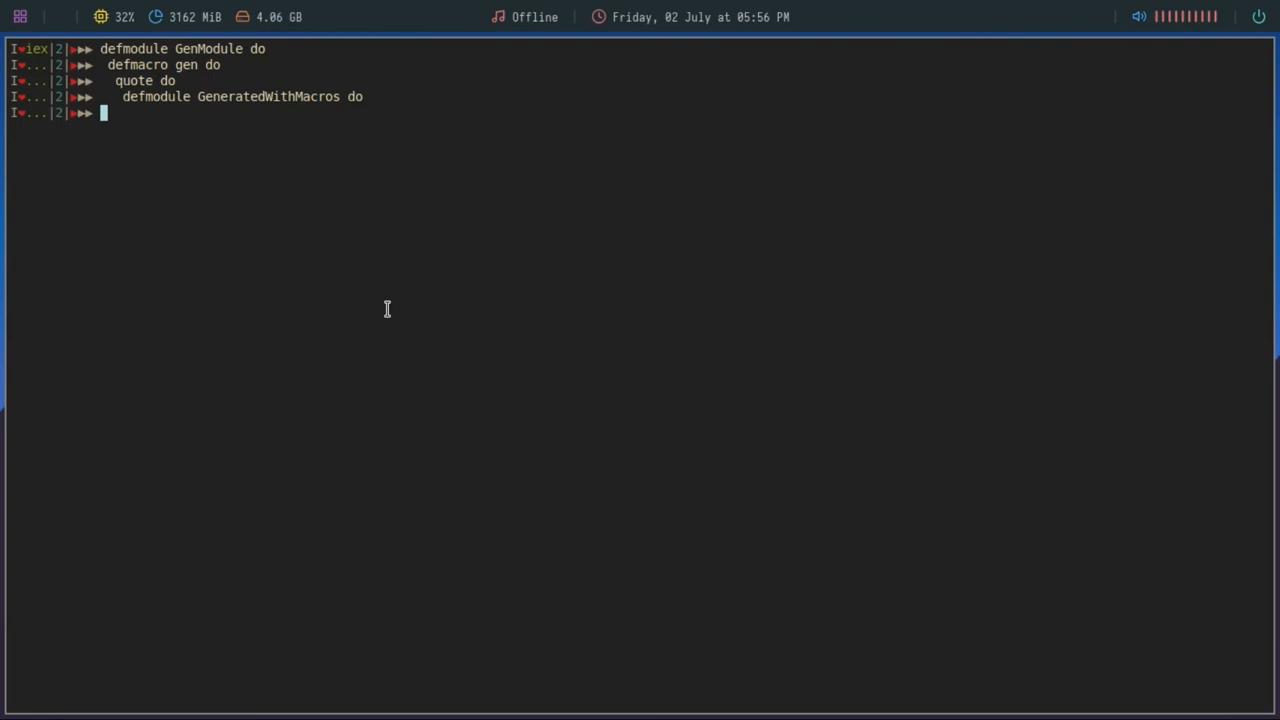 32% 3162 MiB 4.06 GB Offline Friday, 02 July at 05:56 PM
I♥iex|2|▶▶▶ defmodule GenModule do
I♥...|2|▶▶▶  defmacro gen do
I♥...|2|▶▶▶   quote do
I♥...|2|▶▶▶    defmodule GeneratedWithMacros do
I♥...|2|▶▶▶